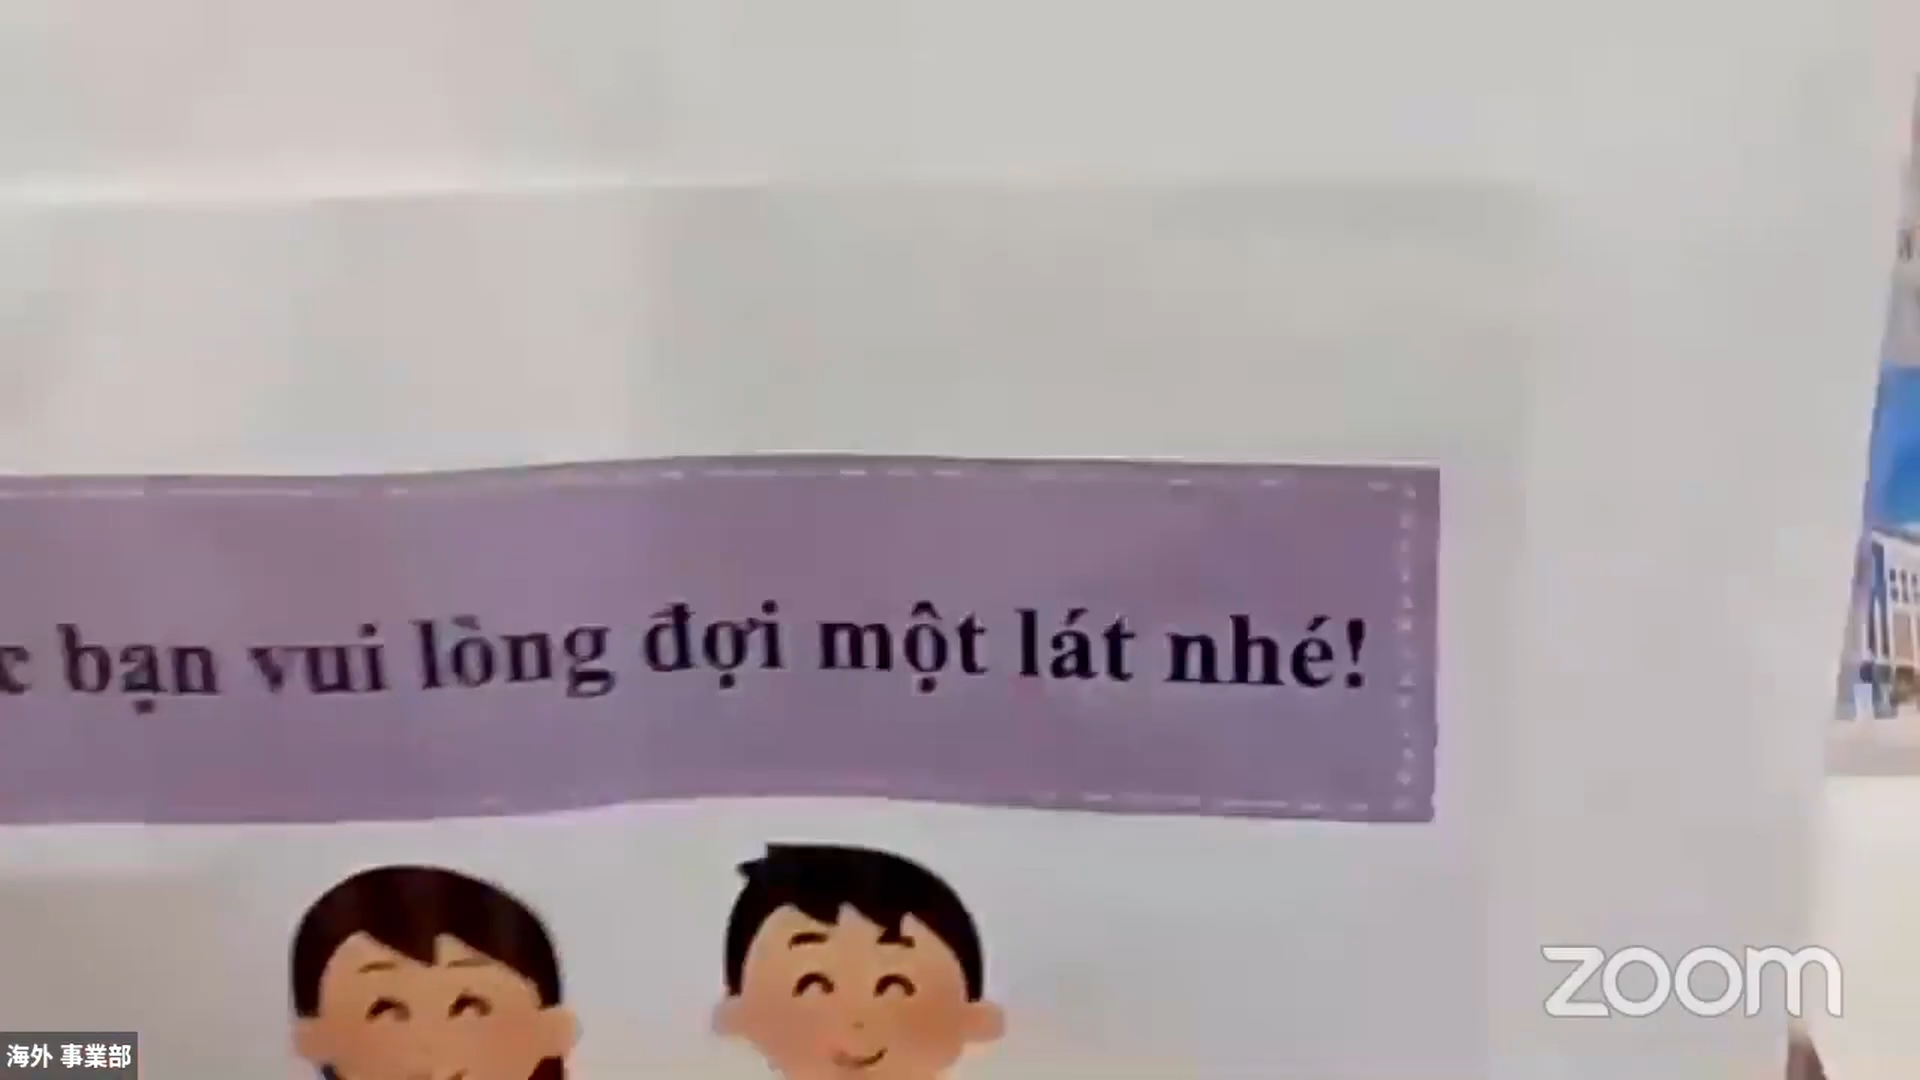 bạn vui lòng đợi một lát nhé!
zoom
海外 事業部